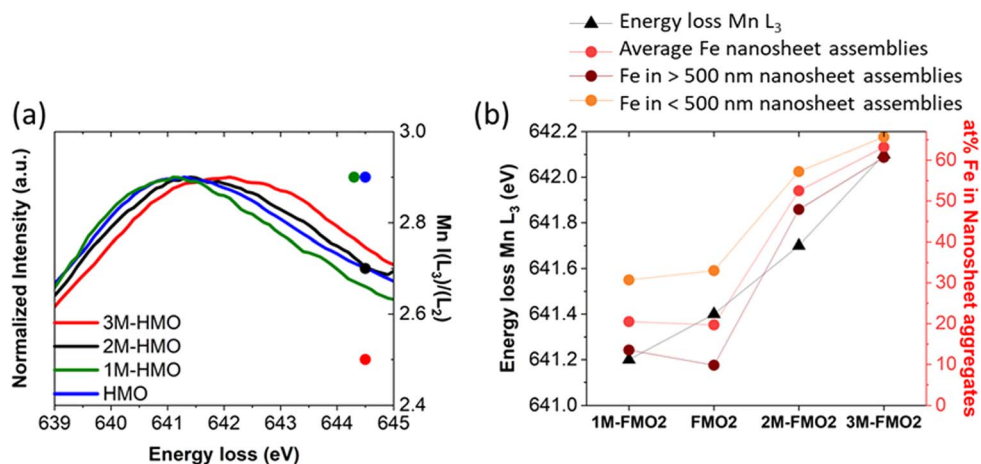 Energy loss Mn L3
Average Fe nanosheet assemblies
Fe in > 500 nm nanosheet assemblies
Fe in < 500 nm nanosheet assemblies
(a)
Normalized Intensity (a.u.)
3M-HMO
2M-HMO
1M-HMO
HMO
639 640 641 642 643 644 645
Energy loss (eV)
3.0
2.8
2.6
2.4
Mn I(L3)/(L2)
(b)
Energy loss Mn L3 (eV)
642.2
642.0
641.8
641.6
641.4
641.2
641.0
1M-FMO2 FMO2 2M-FMO2 3M-FMO2
60
50
40
30
20
10
0
at% Fe in Nanosheet aggregates